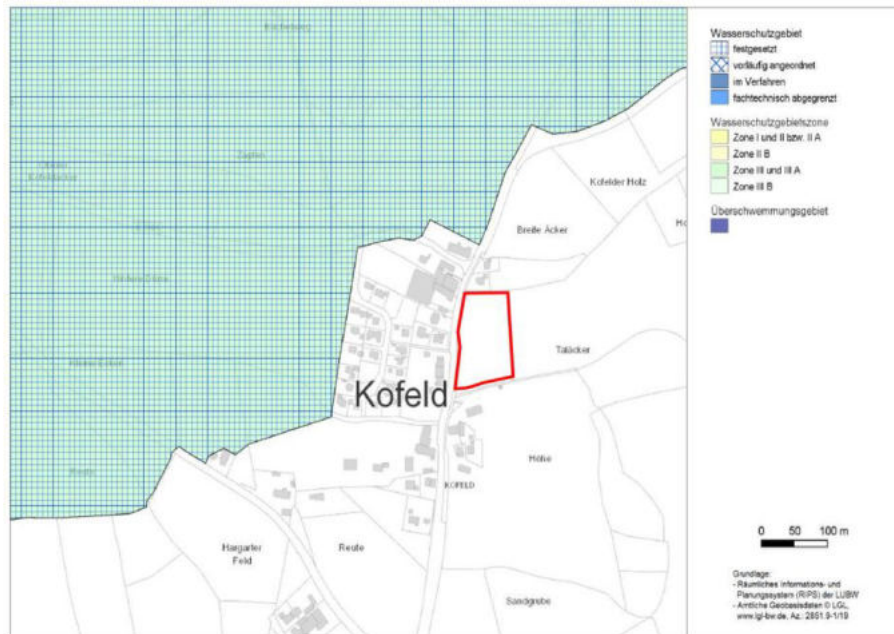 Zapfen
Kofelder Holz
Breite Äcker
Taläcker
Kofeld
Höhe
KOFELD
Hargarter
Feld
Reute
Sandgrube
Wasserschutzgebiet
festgesetzt
vorläufig angeordnet
im Verfahren
fachtechnisch abgegrenzt
Wasserschutzgebietszone
Zone I und II bzw. II A
Zone II B
Zone III und III A
Zone III B
Überschwemmungsgebiet
0 50 100 m
Grundlage:
- Räumliches Informations- und
Planungssystem (RIPS) der LUBW
- Amtliche Geobasisdaten © LGL,
www.lgl-bw.de, Az.: 2851.9-1/19